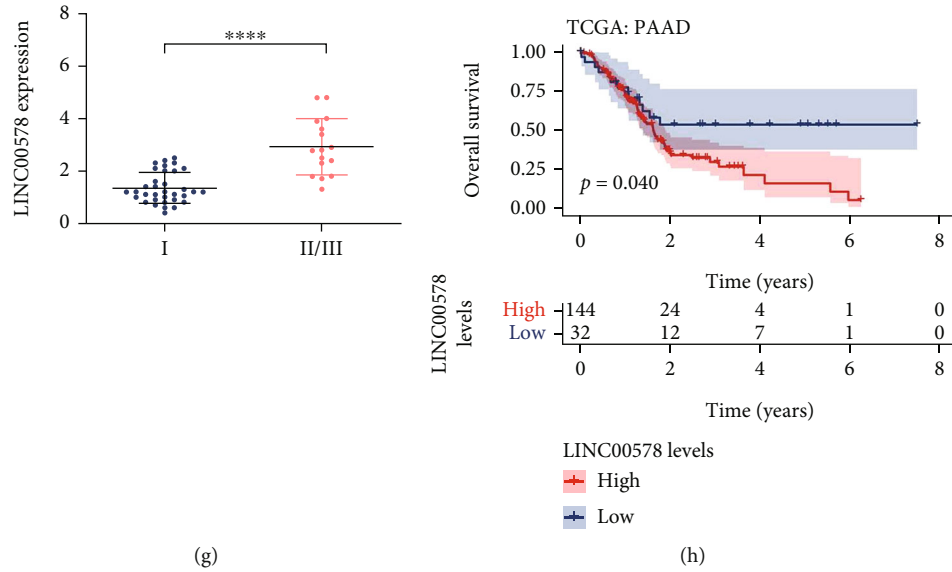 8
6
4
2
0
LINC00578 expression
****
I
II/III
(g)
TCGA: PAAD
1.00
0.75
0.50
0.25
0.00
Overall survival
p = 0.040
0 2 4 6 8
Time (years)
LINC00578
levels
High 144 24 4 1 0
Low 32 12 7 1 0
0 2 4 6 8
Time (years)
LINC00578 levels
High
Low
(h)